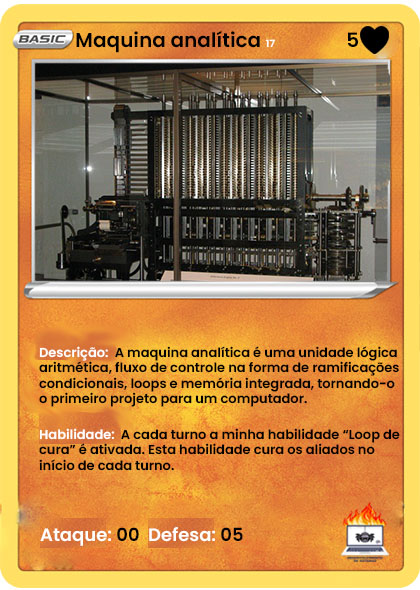 BASIC Maquina analítica 17 5
Descrição: A maquina analítica é uma unidade lógica
aritmética, fluxo de controle na forma de ramificações
condicionais, loops e memória integrada, tornando-o
o primeiro projeto para um computador.
Habilidade: A cada turno a minha habilidade “Loop de
cura” é ativada. Esta habilidade cura os aliados no
início de cada turno.
Ataque: 00 Defesa: 05